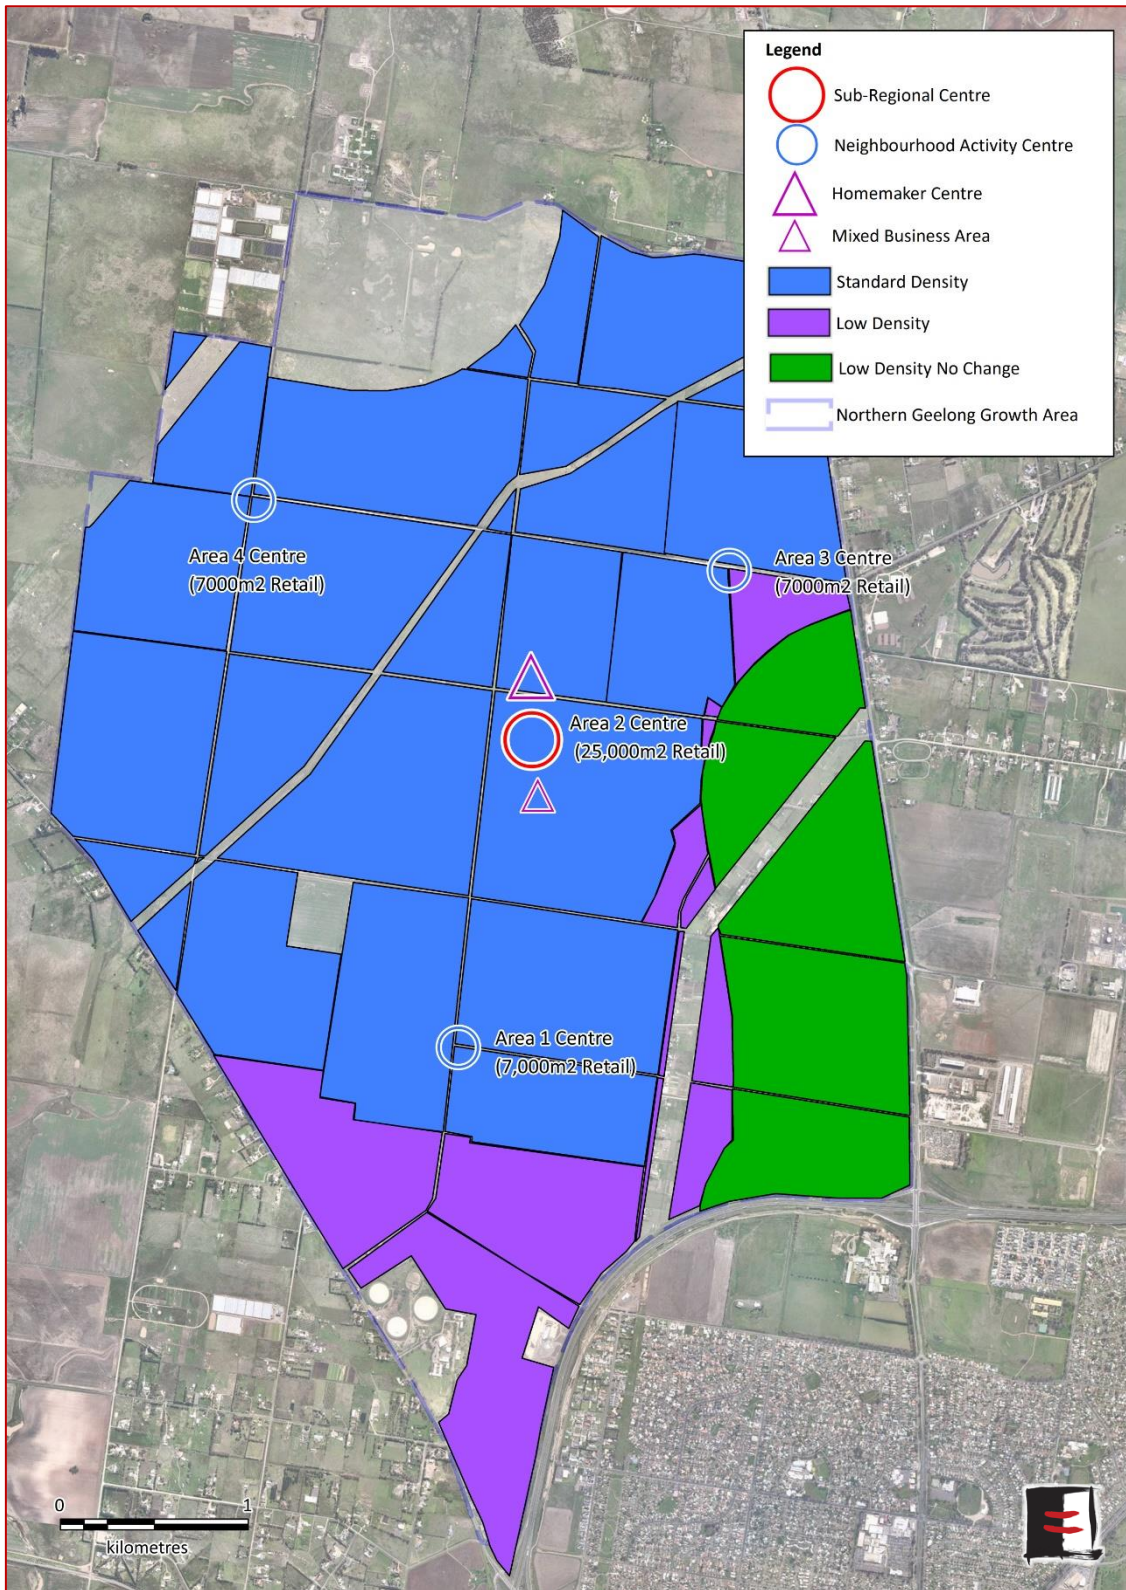 Legend
Sub-Regional Centre
Neighbourhood Activity Centre
Homemaker Centre
Mixed Business Area
Standard Density
Low Density
Low Density No Change
Northern Geelong Growth Area
Area 4 Centre
(7000m2 Retail)
Area 3 Centre
(7000m2 Retail)
Area 2 Centre
(25,000m2 Retail)
Area 1 Centre
(7,000m2 Retail)
0 1
kilometres